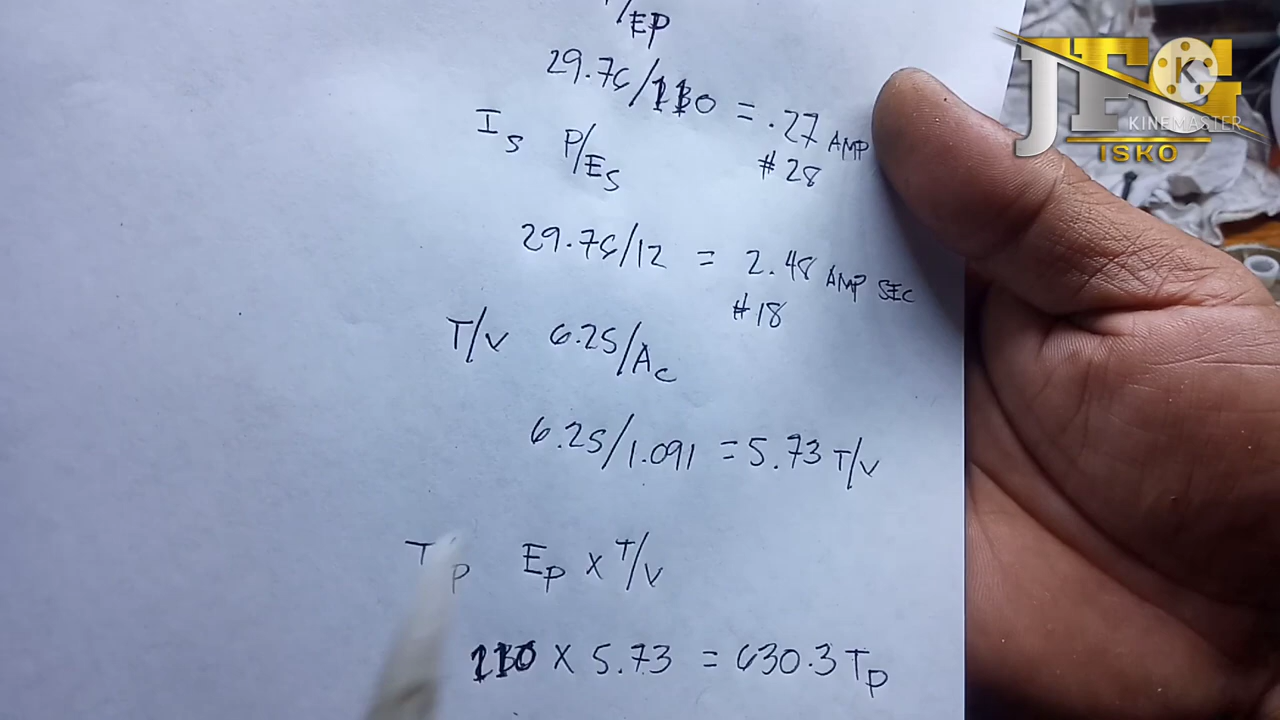 /EP
29.76/110 = .27 AMP
#28
Is P/Es
29.76/12 = 2.48 AMP SEC
#18
T/V 6.25/Ac
6.25/1.091 = 5.73 T/V
Tp Ep x T/V
110 x 5.73 = 630.3 Tp
JFG
K
KINEMASTER
ISKO